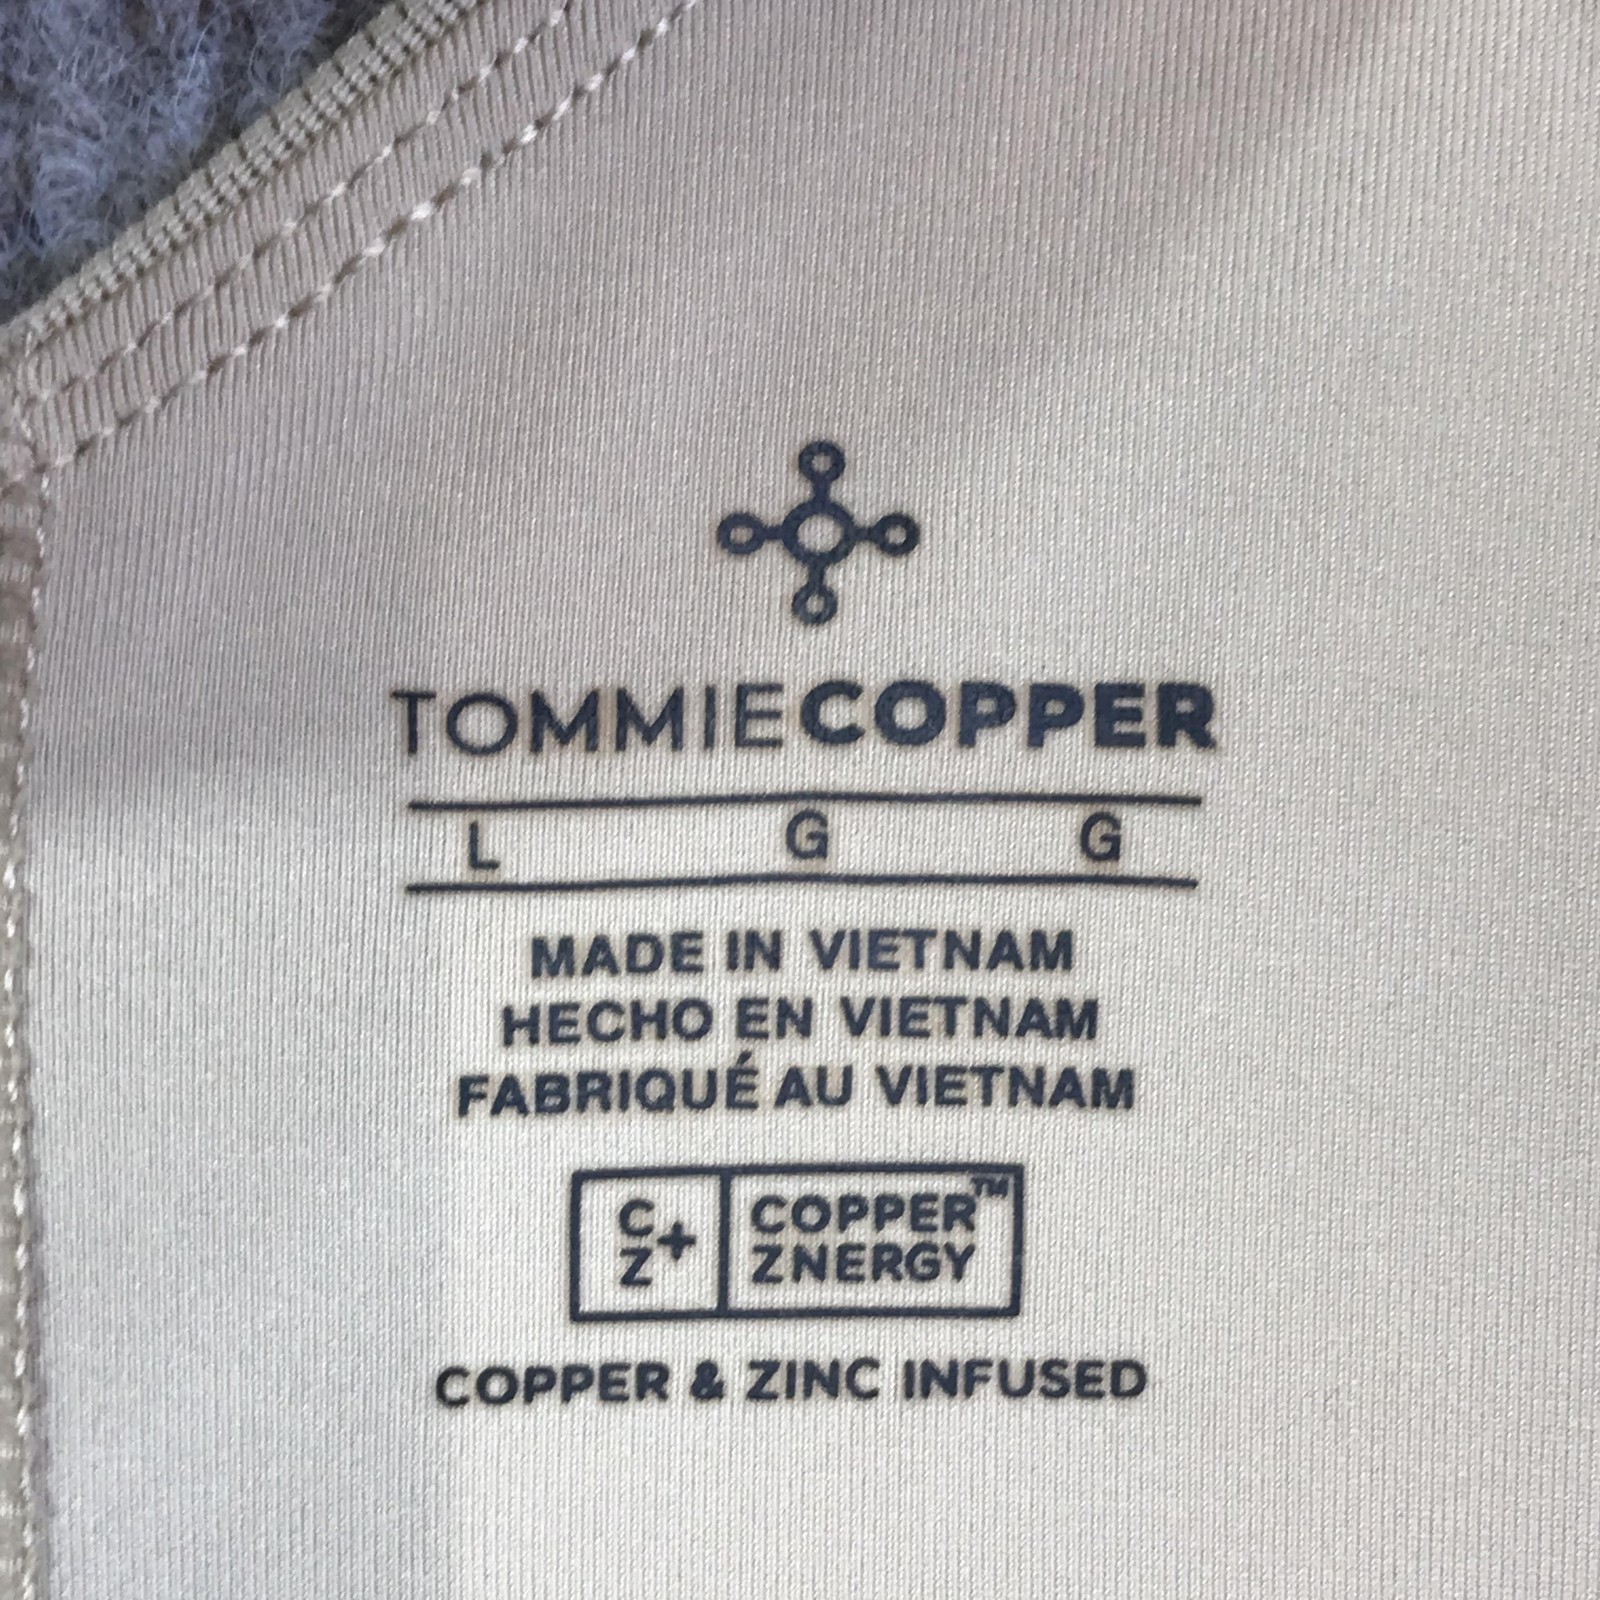 TOMMIECOPPER
L G G
MADE IN VIETNAM
HECHO EN VIETNAM
FABRIQUÉ AU VIETNAM
C
Z+
COPPER™
ZNERGY
COPPER & ZINC INFUSED